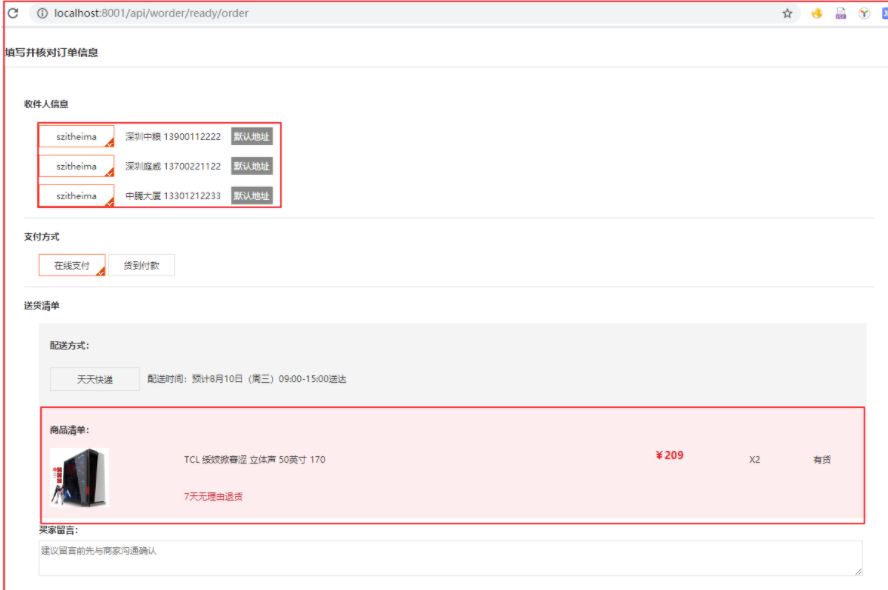 localhost:8001/api/worder/ready/order
填写并核对订单信息
收件人信息
szitheima 深圳中粮 13900112222 默认地址
szitheima 深圳庭威 13700221122 默认地址
szitheima 中腾大厦 13301212233 默认地址
支付方式
在线支付 货到付款
送货清单
配送方式：
天天快递 配送时间：预计8月10日（周三）09:00-15:00送达
商品清单：
TCL 立体声 50英寸 170 ￥209 X2 有货
7天无理由退货
买家留言：
建议留言前先与商家沟通确认